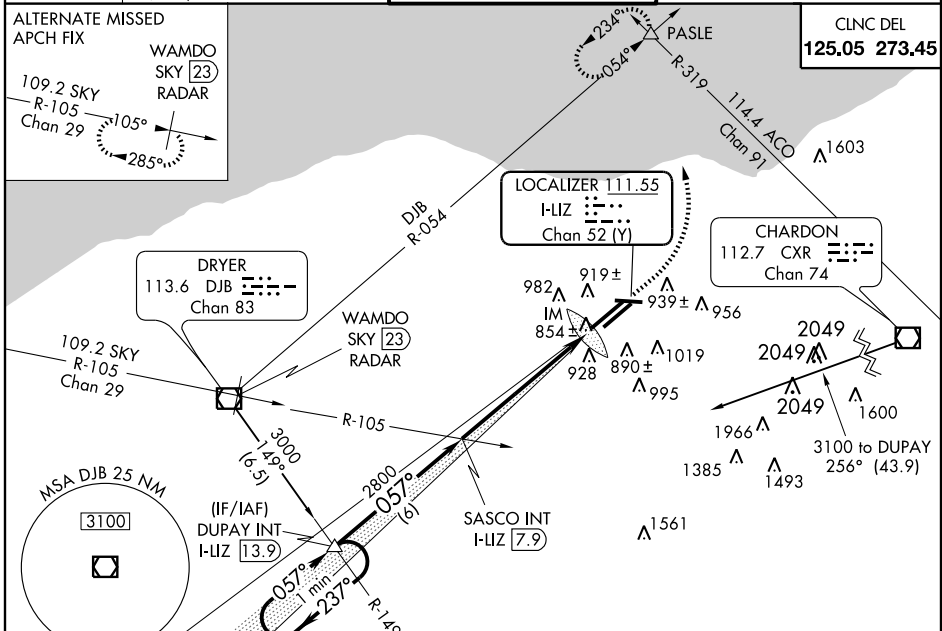 ALTERNATE MISSED
APCH FIX
WAMDO
SKY 23
RADAR
109.2 SKY
R-105
Chan 29
105°
285°
234°
054°
PASLE
CLNC DEL
125.05 273.45
R-319
114.4 ACO
Chan 91
1603
DJB
R-054
LOCALIZER 111.55
I-LIZ
Chan 52 (Y)
CHARDON
112.7 CXR
Chan 74
DRYER
113.6 DJB
Chan 83
WAMDO
SKY 23
RADAR
109.2 SKY
R-105
Chan 29
982
919±
939±
956
IM
854±
928
890±
1019
995
2049
2049
2049
1600
1966
1385
1493
3100 to DUPAY
256° (43.9)
R-105
3000
149°
(6.5)
2800
057°
(6)
SASCO INT
I-LIZ 7.9
1561
MSA DJB 25 NM
3100
(IF/IAF)
DUPAY INT
I-LIZ 13.9
057°
1 min
237°
R-149